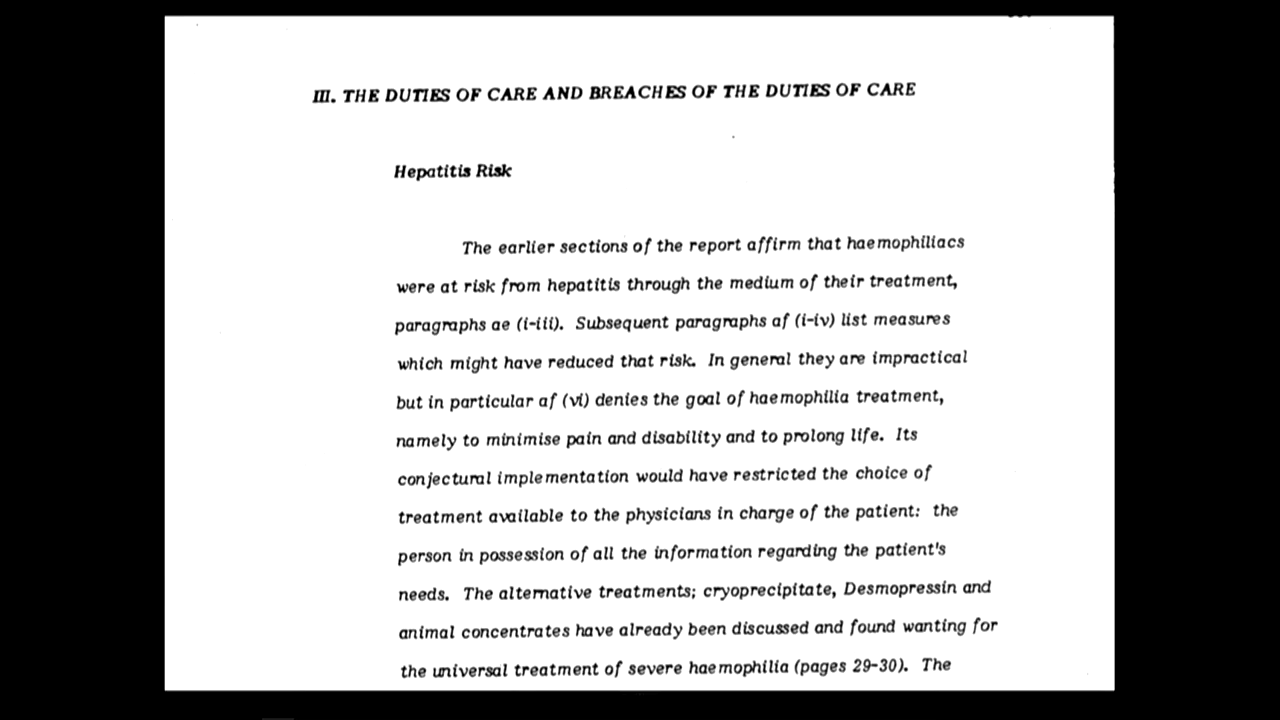 III. THE DUTIES OF CARE AND BREACHES OF THE DUTIES OF CARE
Hepatitis Risk
The earlier sections of the report affirm that haemophiliacs
were at risk from hepatitis through the medium of their treatment,
paragraphs ae (i-iii). Subsequent paragraphs af (i-iv) list measures
which might have reduced that risk. In general they are impractical
but in particular af (vi) denies the goal of haemophilia treatment,
namely to minimise pain and disability and to prolong life. Its
conjectural implementation would have restricted the choice of
treatment available to the physicians in charge of the patient: the
person in possession of all the information regarding the patient's
needs. The alternative treatments; cryoprecipitate, Desmopressin and
animal concentrates have already been discussed and found wanting for
the universal treatment of severe haemophilia (pages 29-30). The